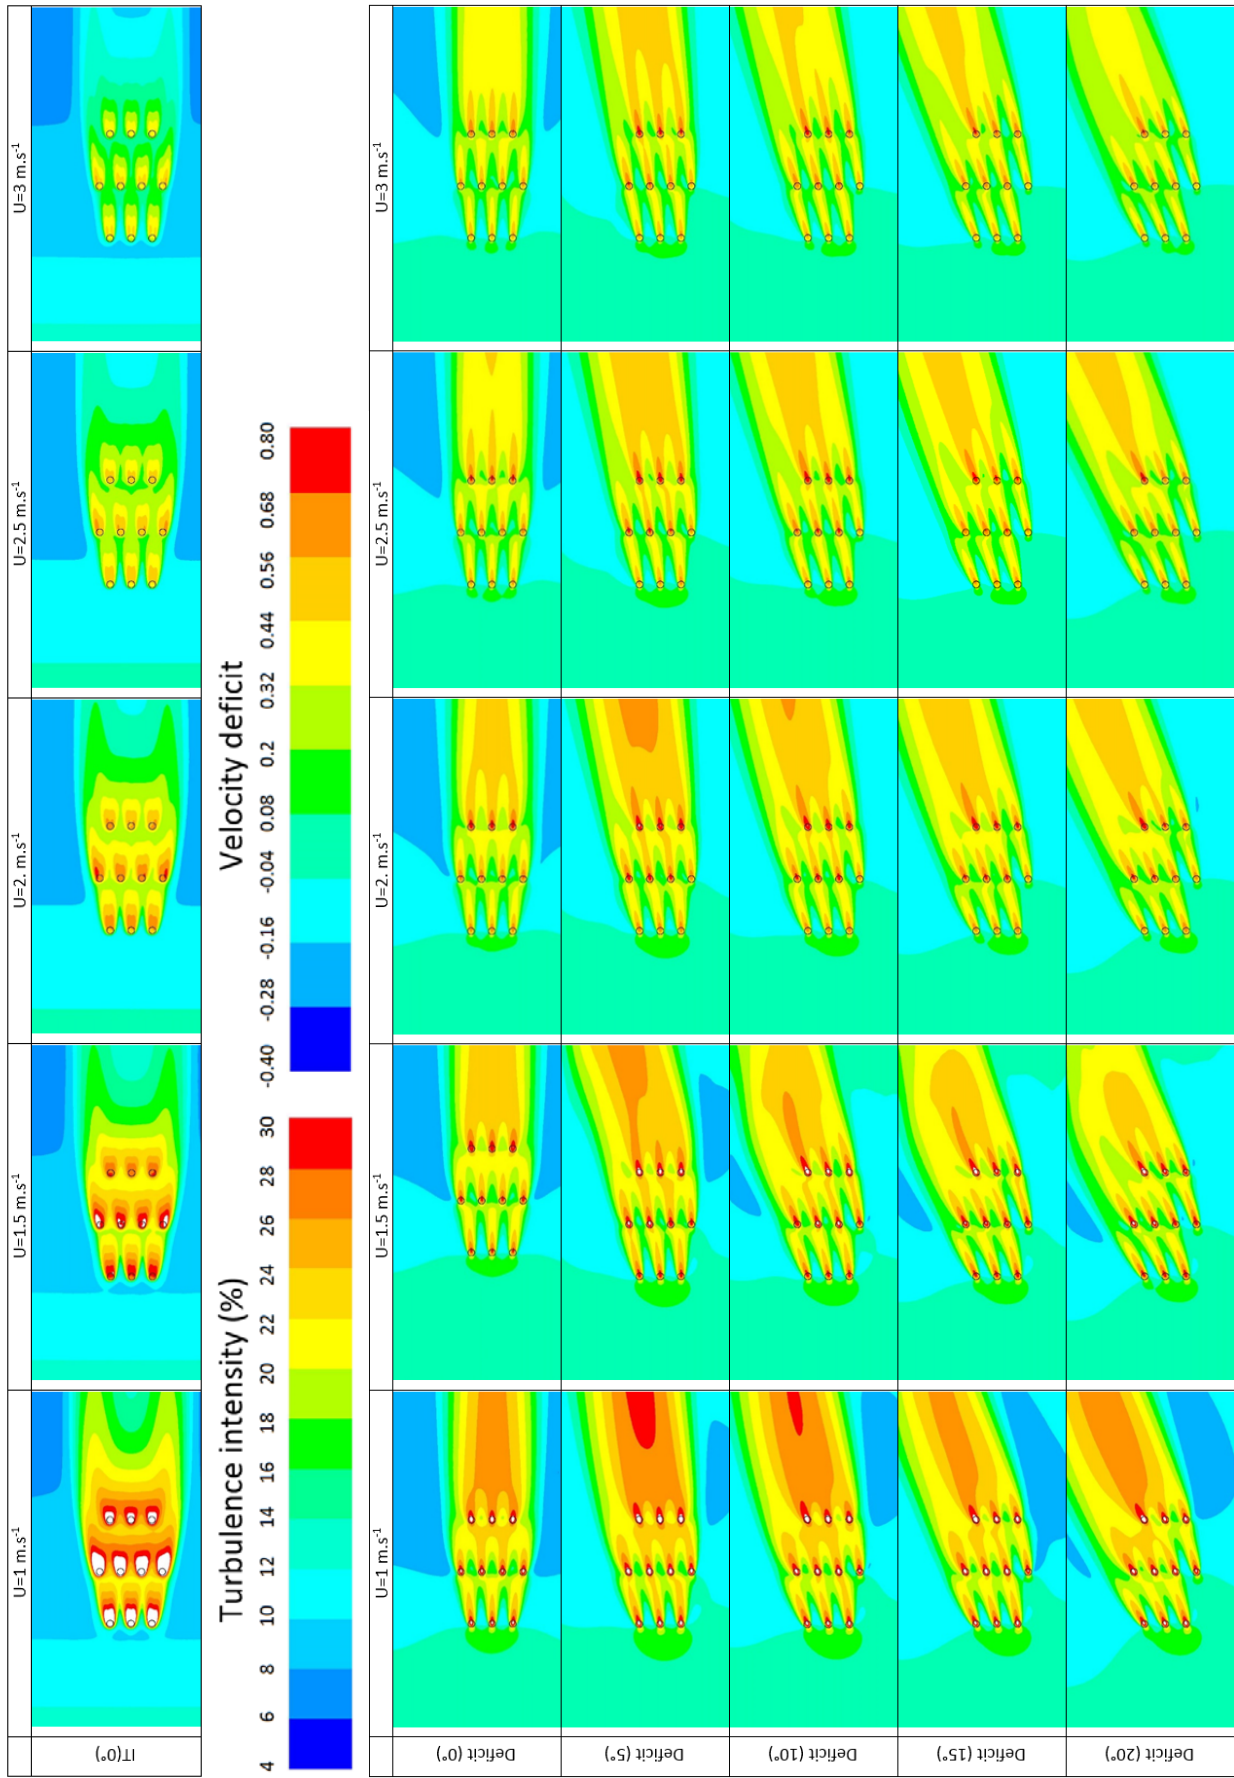 U=1 m.s-1 U=1.5 m.s-1 U=2. m.s-1 U=2.5 m.s-1 U=3 m.s-1
IT(0°)
Turbulence intensity (%)
4 6 8 10 12 14 16 18 20 22 24 26 28 30
Velocity deficit
-0.40 -0.28 -0.16 -0.04 0.08 0.2 0.32 0.44 0.56 0.68 0.80
U=1 m.s-1 U=1.5 m.s-1 U=2. m.s-1 U=2.5 m.s-1 U=3 m.s-1
Deficit (0°)
Deficit (5°)
Deficit (10°)
Deficit (15°)
Deficit (20°)